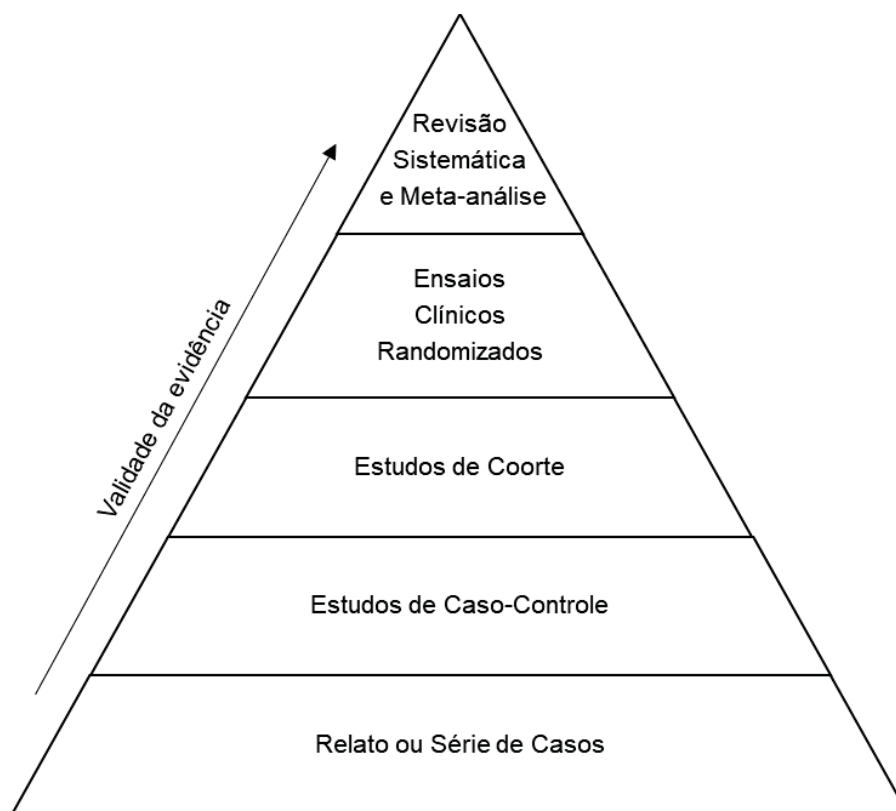 Revisão
Sistemática
e Meta-análise
Ensaios
Clínicos
Randomizados
Validade da evidência
Estudos de Coorte
Estudos de Caso-Controle
Relato ou Série de Casos